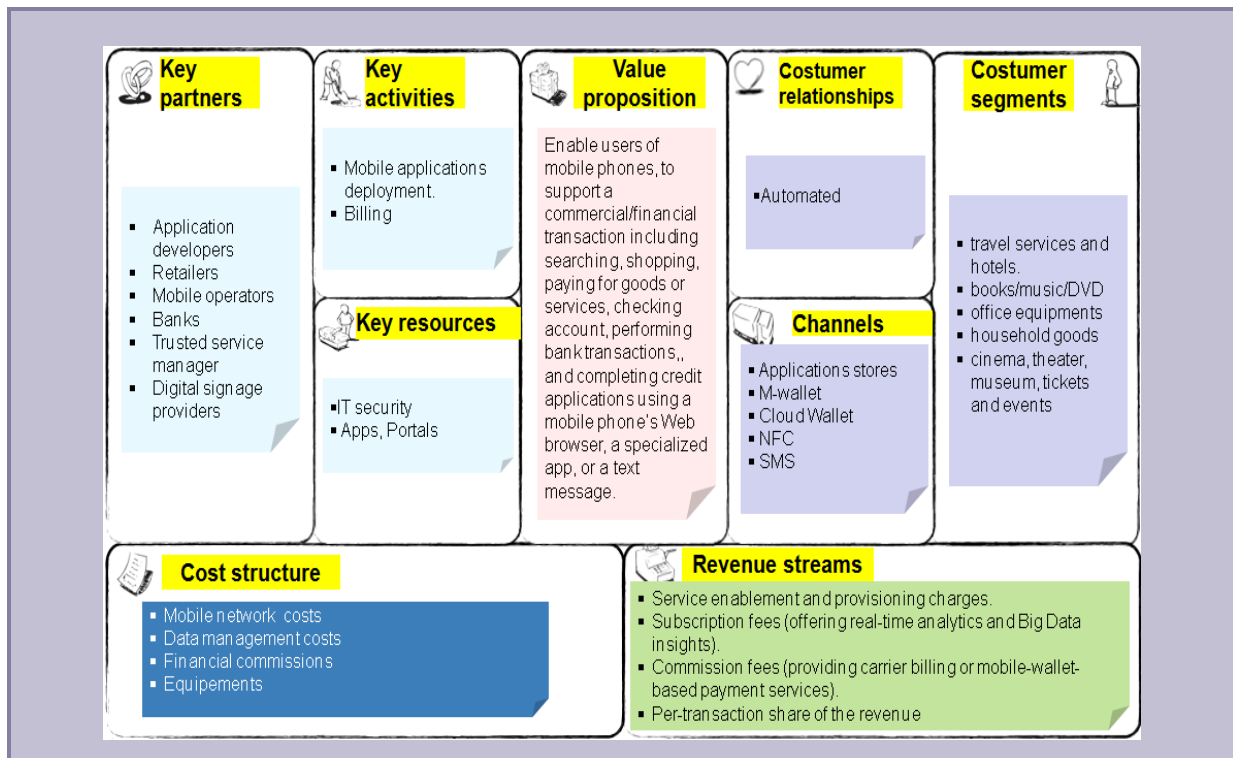 Key
partners
▪ Application
developers
▪ Retailers
▪ Mobile operators
▪ Banks
▪ Trusted service
manager
▪ Digital signage
providers
Key
activities
▪ Mobile applications
deployment.
▪ Billing
Key resources
▪IT security
▪ Apps, Portals
Value
proposition
Enable users of
mobile phones, to
support a
commercial/financial
transaction including
searching, shopping,
paying for goods or
services, checking
account, performing
bank transactions,,
and completing credit
applications using a
mobile phone's Web
browser, a specialized
app, or a text
message.
Costumer
relationships
▪Automated
Channels
▪ Applications stores
▪ M-wallet
▪ Cloud Wallet
▪ NFC
▪ SMS
Costumer
segments
▪ travel services and
hotels.
▪ books/music/DVD
▪ office equipments
▪ household goods
▪ cinema, theater,
museum, tickets
and events
Cost structure
▪ Mobile network costs
▪ Data management costs
▪ Financial commissions
▪ Equipements
Revenue streams
▪ Service enablement and provisioning charges.
▪ Subscription fees (offering real-time analytics and Big Data
insights).
▪ Commission fees (providing carrier billing or mobile-wallet-
based payment services).
▪ Per-transaction share of the revenue